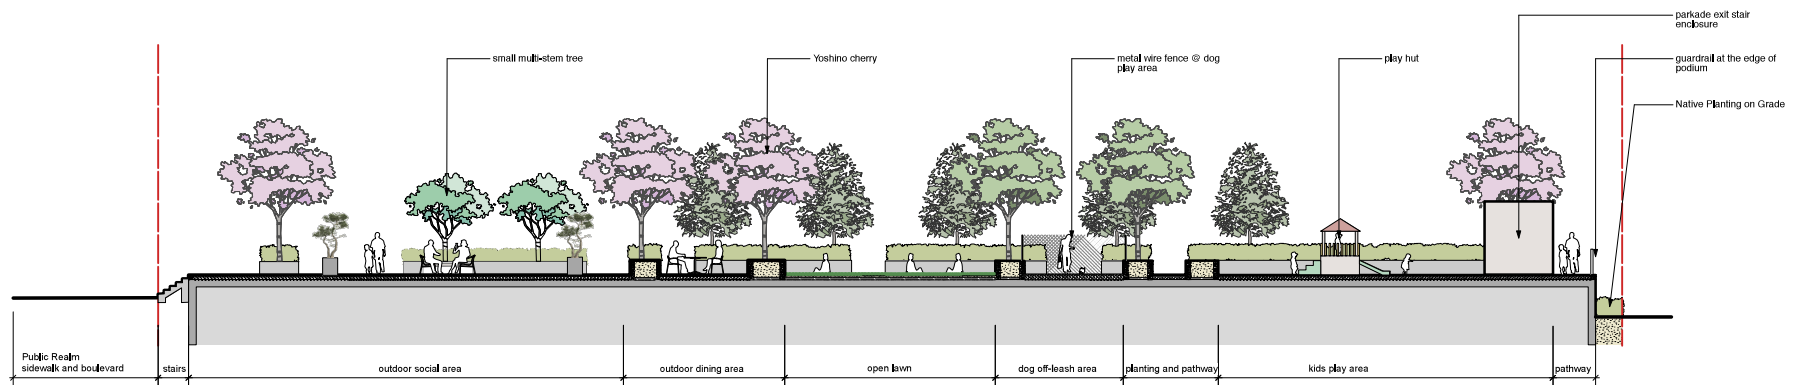 parkade exit stair
enclosure
small multi-stem tree
Yoshino cherry
metal wire fence @ dog
play area
play hut
guardrail at the edge of
podium
Native Planting on Grade
Public Realm
sidewalk and boulevard
stairs
outdoor social area
outdoor dining area
open lawn
dog off-leash area
planting and pathway
kids play area
pathway